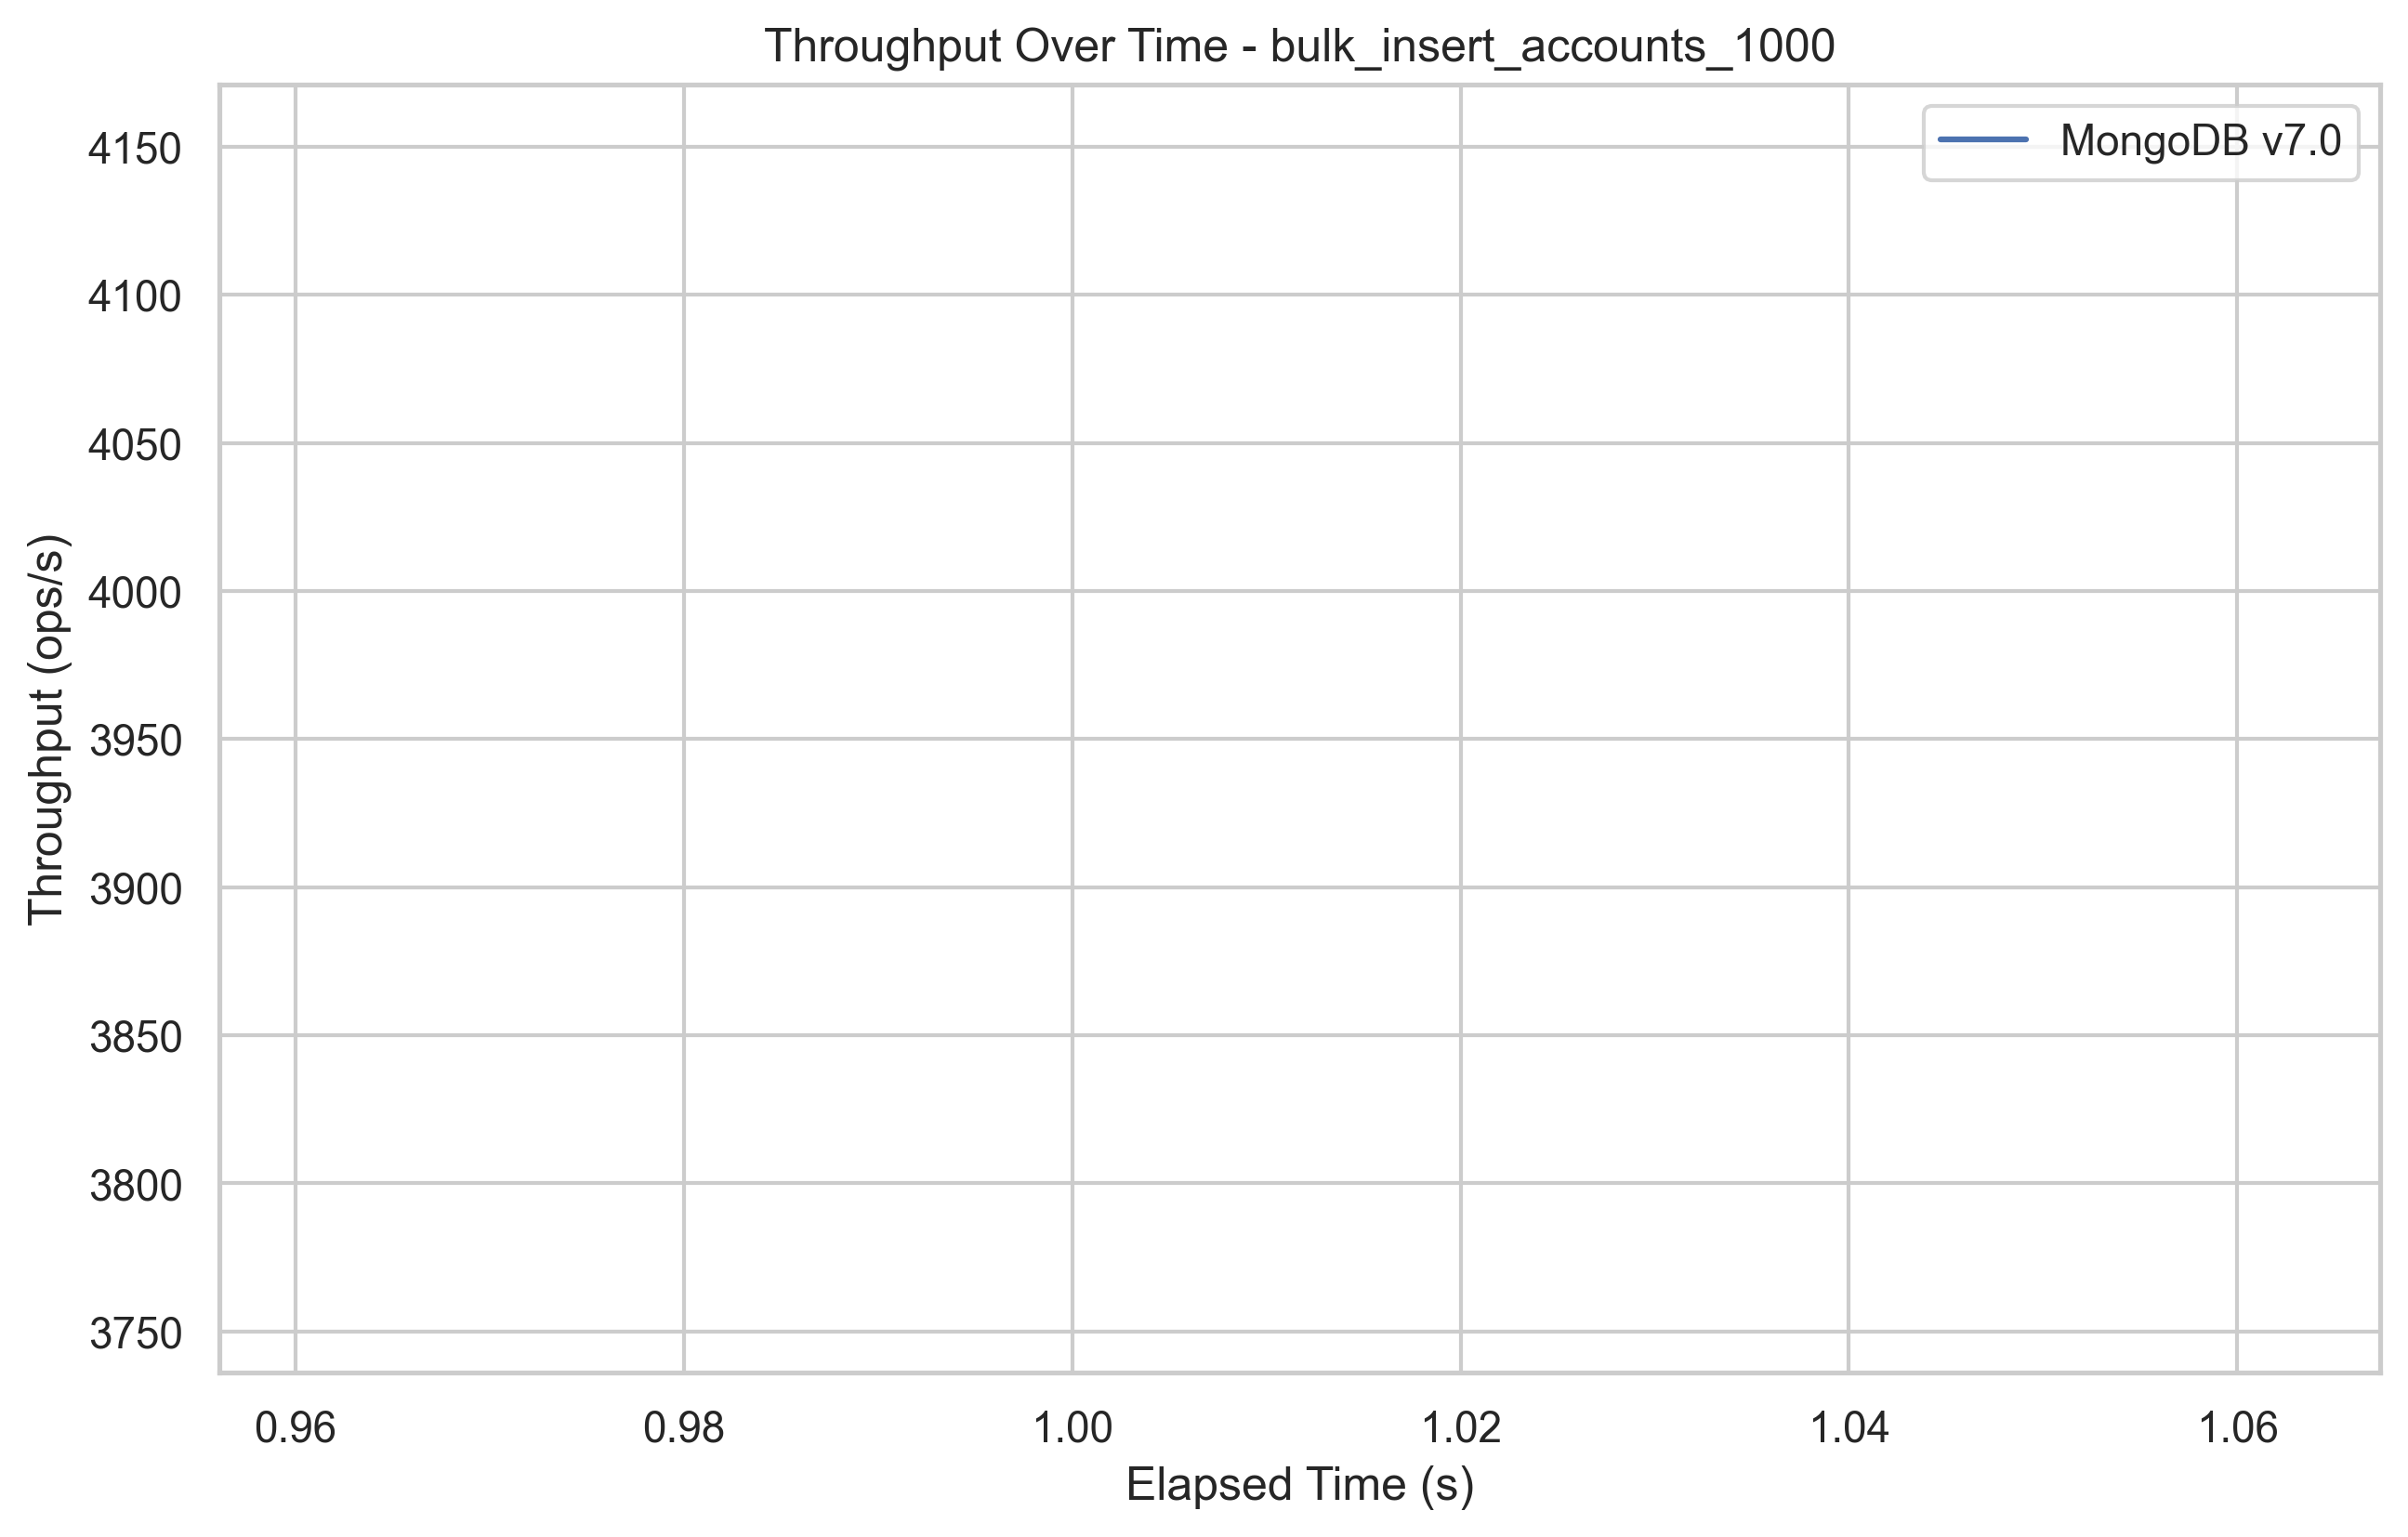 Throughput Over Time - bulk_insert_accounts_1000
MongoDB v7.0
Throughput (ops/s)
4150
4100
4050
4000
3950
3900
3850
3800
3750
0.96 0.98 1.00 1.02 1.04 1.06
Elapsed Time (s)